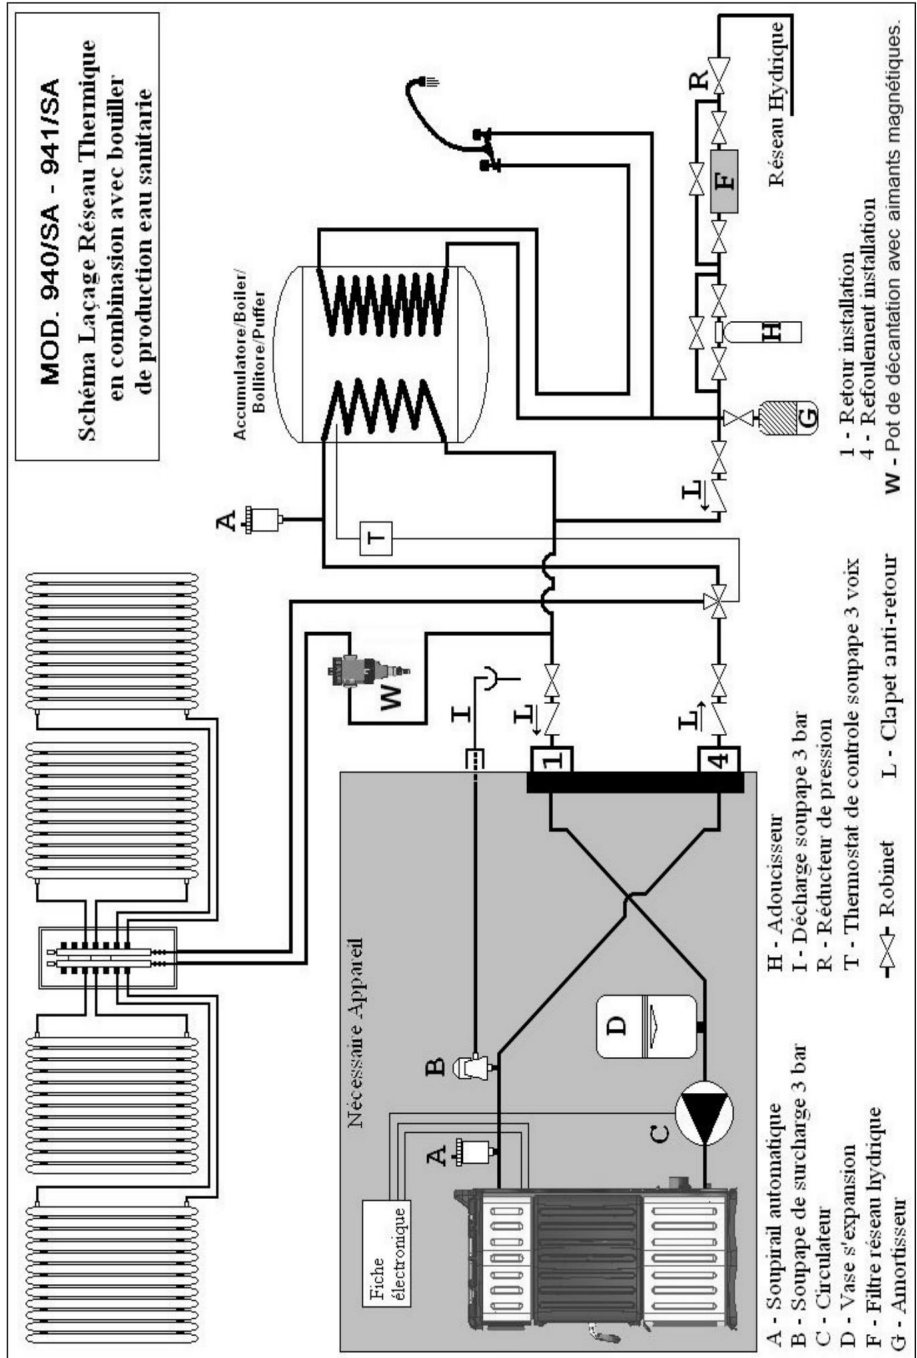 MOD. 940/SA - 941/SA
Schéma Laçage Réseau Thermique
en combinasion avec bouiller
de production eau sanitarie
Accumulatore/Boiler/
Bollitore/Puffer
A
T
W
I
L
L
L
1
4
R
F
H
G
Réseau Hydrique
Nécessaire Appareil
B
A
C
D
Fiche
électronique
1 - Retour installation
4 - Refoulement installation
W - Pot de décantation avec aimants magnétiques.
A - Soupirail automatique
B - Soupape de surcharge 3 bar
C - Circulateur
D - Vase s'expansion
F - Filtre réseau hydrique
G - Amortisseur
H - Adoucisseur
I - Décharge soupape 3 bar
R - Réducteur de pression
T - Thermostat de controle soupape 3 voix
Robinet
L - Clapet anti-retour